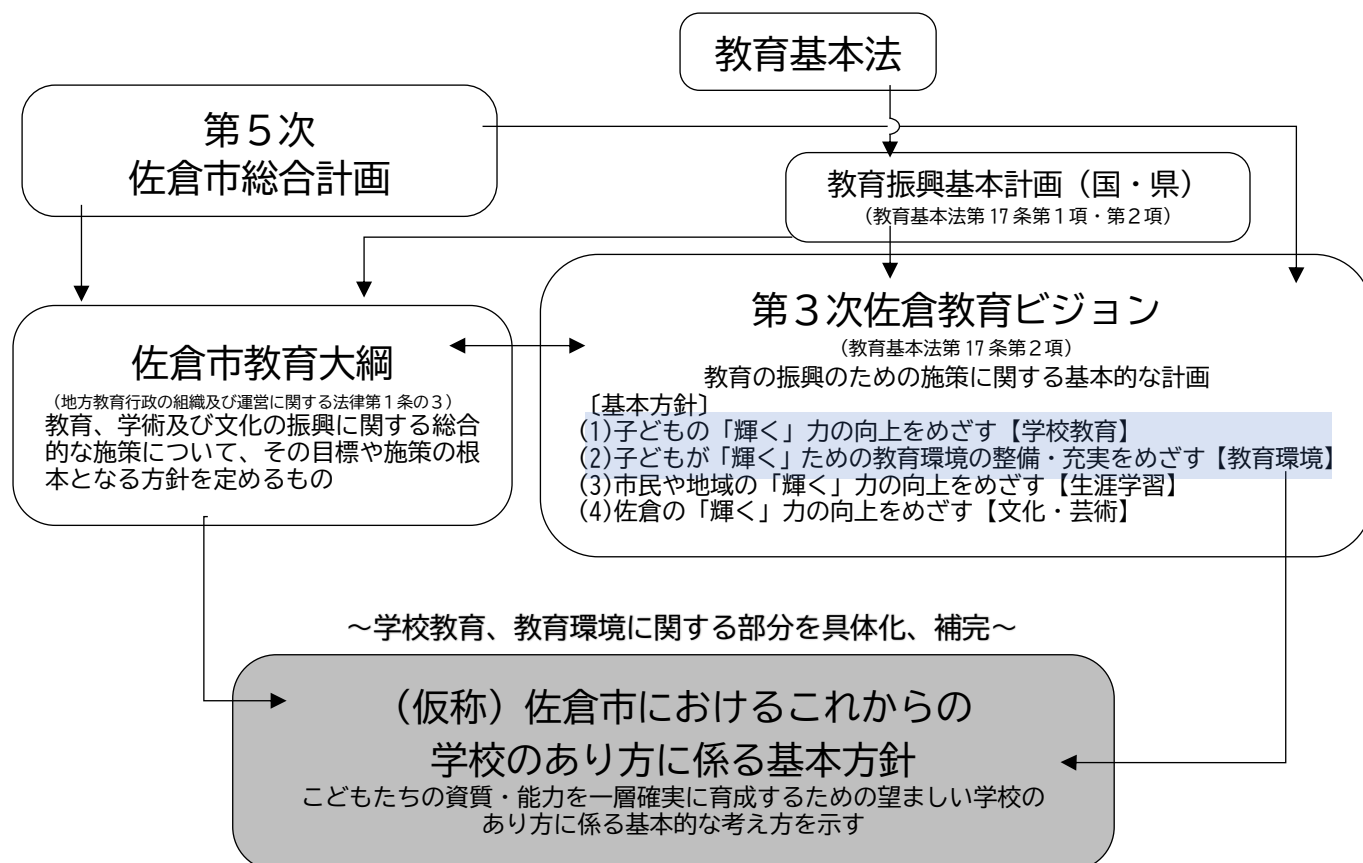 教育基本法
第５次
佐倉市総合計画
教育振興基本計画（国・県）
（教育基本法第17条第１項・第２項）
第３次佐倉教育ビジョン
（教育基本法第17条第２項）
教育の振興のための施策に関する基本的な計画
〔基本方針〕
(1)子どもの「輝く」力の向上をめざす【学校教育】
(2)子どもが「輝く」ための教育環境の整備・充実をめざす【教育環境】
(3)市民や地域の「輝く」力の向上をめざす【生涯学習】
(4)佐倉の「輝く」力の向上をめざす【文化・芸術】
佐倉市教育大綱
（地方教育行政の組織及び運営に関する法律第１条の３）
教育、学術及び文化の振興に関する総合
的な施策について、その目標や施策の根
本となる方針を定めるもの
～学校教育、教育環境に関する部分を具体化、補完～
（仮称）佐倉市におけるこれからの
学校のあり方に係る基本方針
こどもたちの資質・能力を一層確実に育成するための望ましい学校の
あり方に係る基本的な考え方を示す